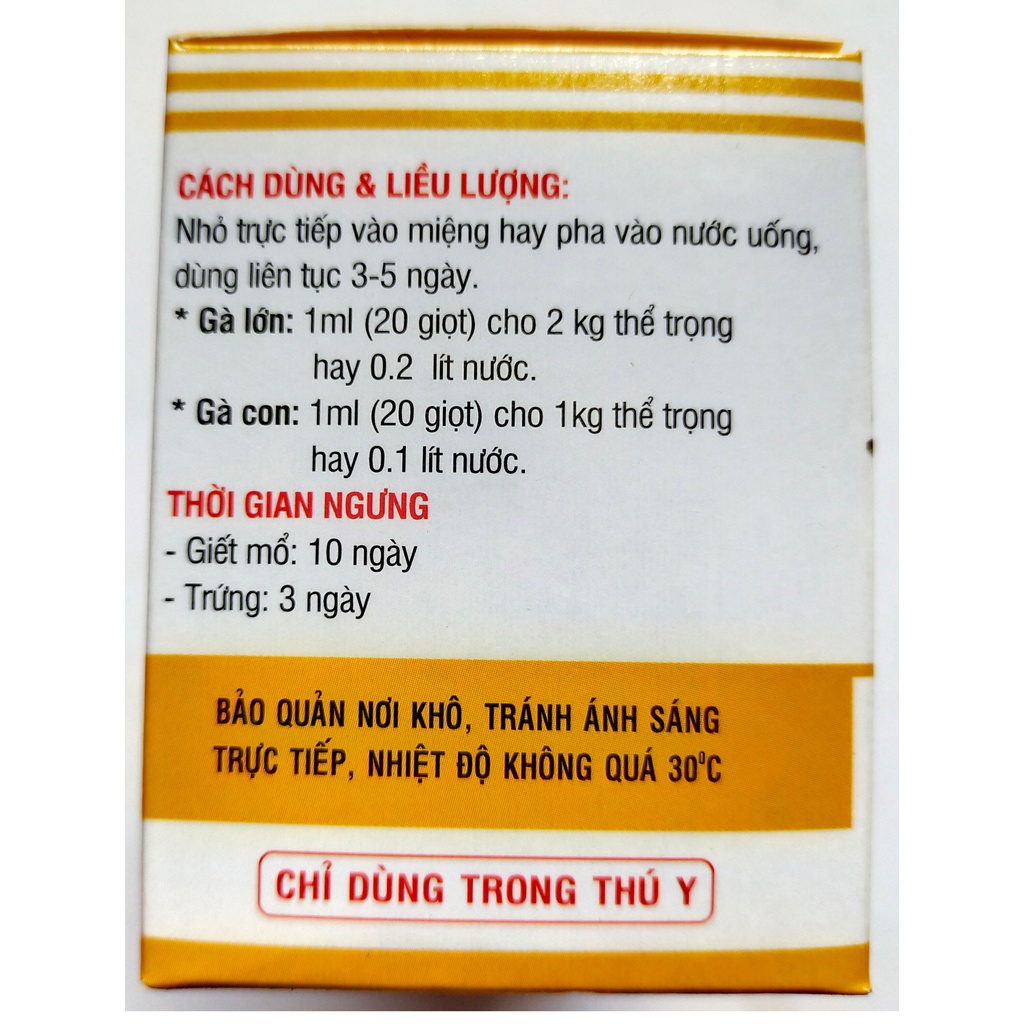 CÁCH DÙNG & LIỀU LƯỢNG:
Nhỏ trực tiếp vào miệng hay pha vào nước uống,
dùng liên tục 3-5 ngày.
* Gà lớn: 1ml (20 giọt) cho 2 kg thể trọng
hay 0.2 lít nước.
* Gà con: 1ml (20 giọt) cho 1kg thể trọng
hay 0.1 lít nước.
THỜI GIAN NGƯNG
- Giết mổ: 10 ngày
- Trứng: 3 ngày
BẢO QUẢN NƠI KHÔ, TRÁNH ÁNH SÁNG
TRỰC TIẾP, NHIỆT ĐỘ KHÔNG QUÁ 30⁰C
CHỈ DÙNG TRONG THÚ Y